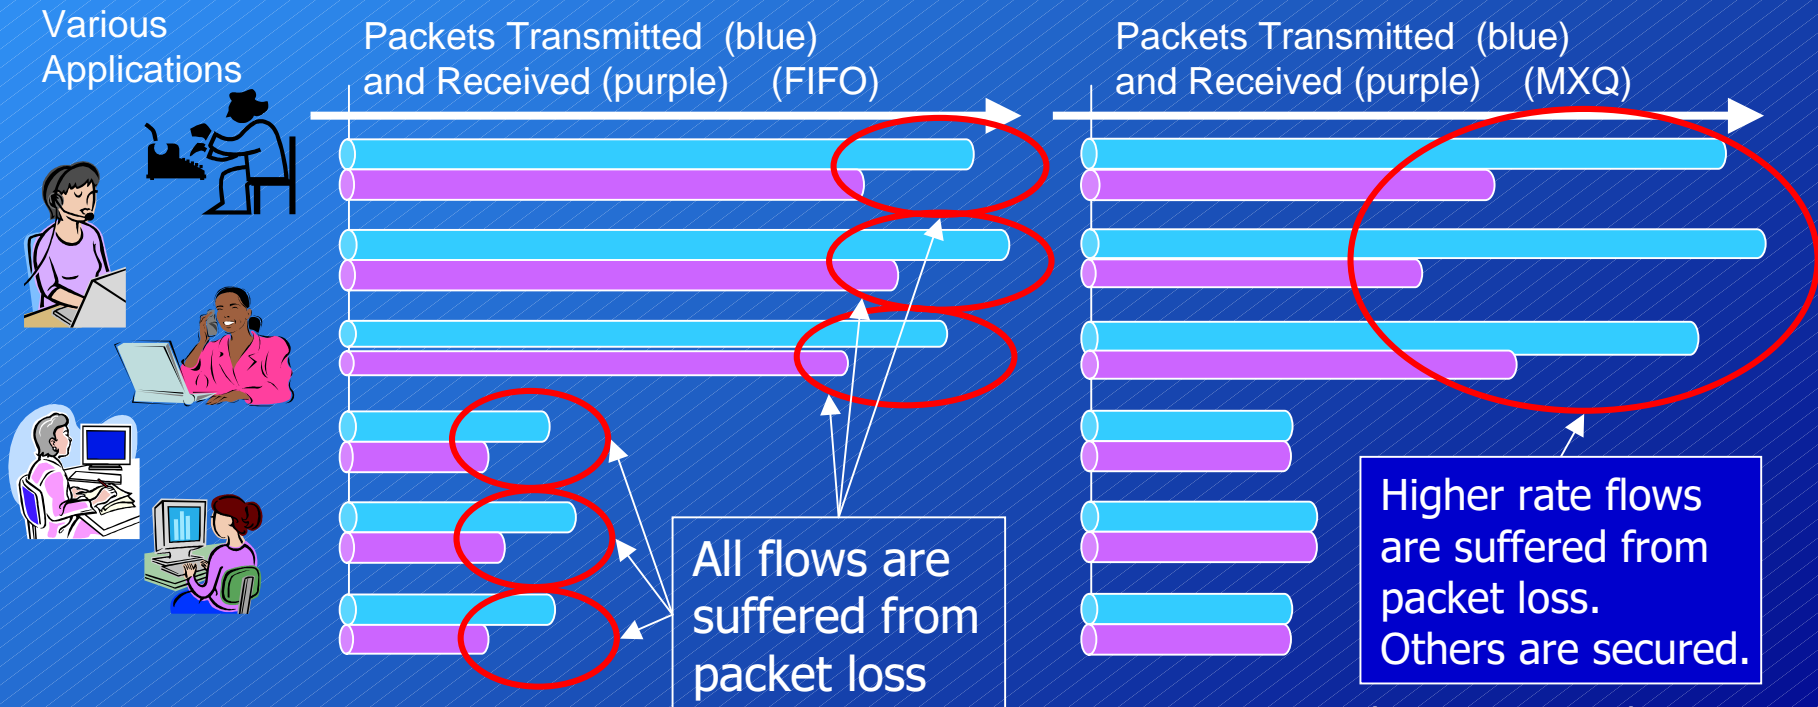 Various
Applications
Packets Transmitted (blue)
and Received (purple) (FIFO)
Packets Transmitted (blue)
and Received (purple) (MXQ)
All flows are
suffered from
packet loss
Higher rate flows
are suffered from
packet loss.
Others are secured.